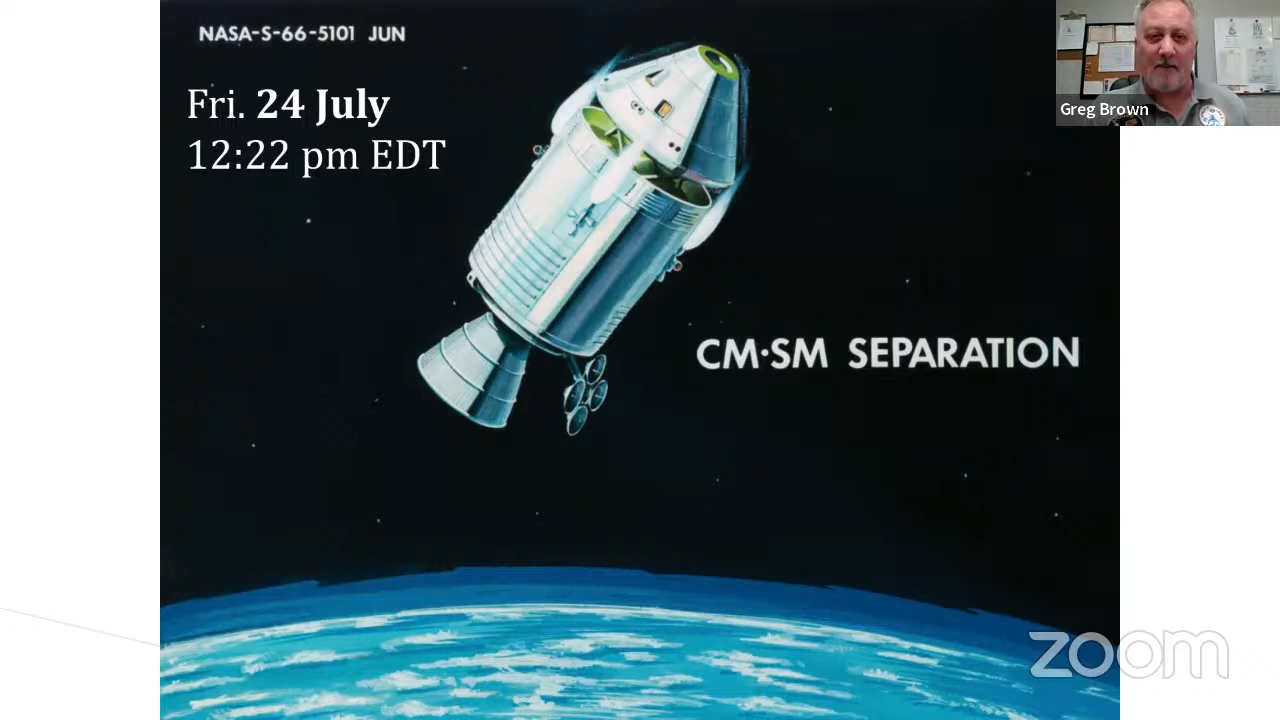 NASA-S-66-5101 JUN
Fri. 24 July
12:22 pm EDT
Greg Brown
CM·SM SEPARATION
zoom